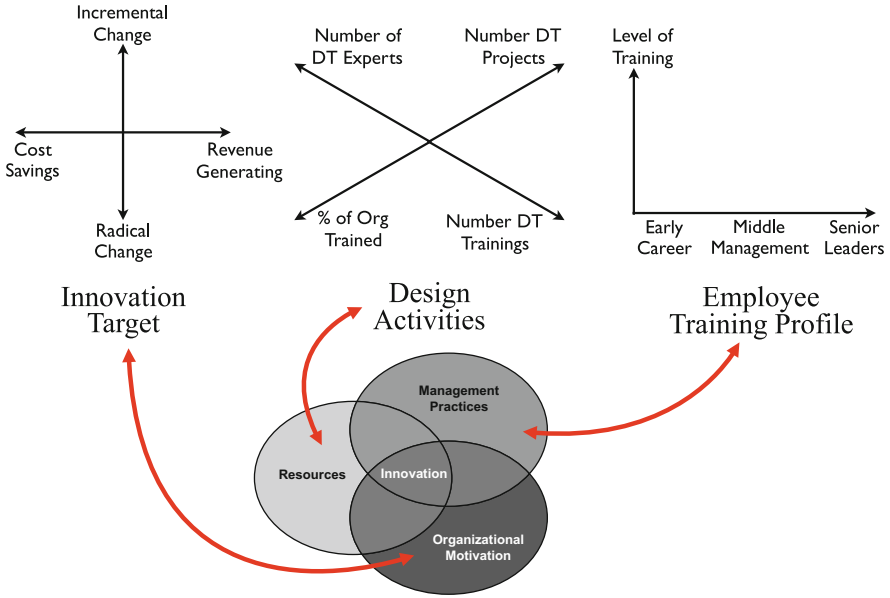 Incremental
Change
Cost
Savings
Revenue
Generating
Radical
Change
Innovation
Target
Number of
DT Experts
Number DT
Projects
% of Org
Trained
Number DT
Trainings
Design
Activities
Level of
Training
Early
Career
Middle
Management
Senior
Leaders
Employee
Training Profile
Management
Practices
Resources
Innovation
Organizational
Motivation